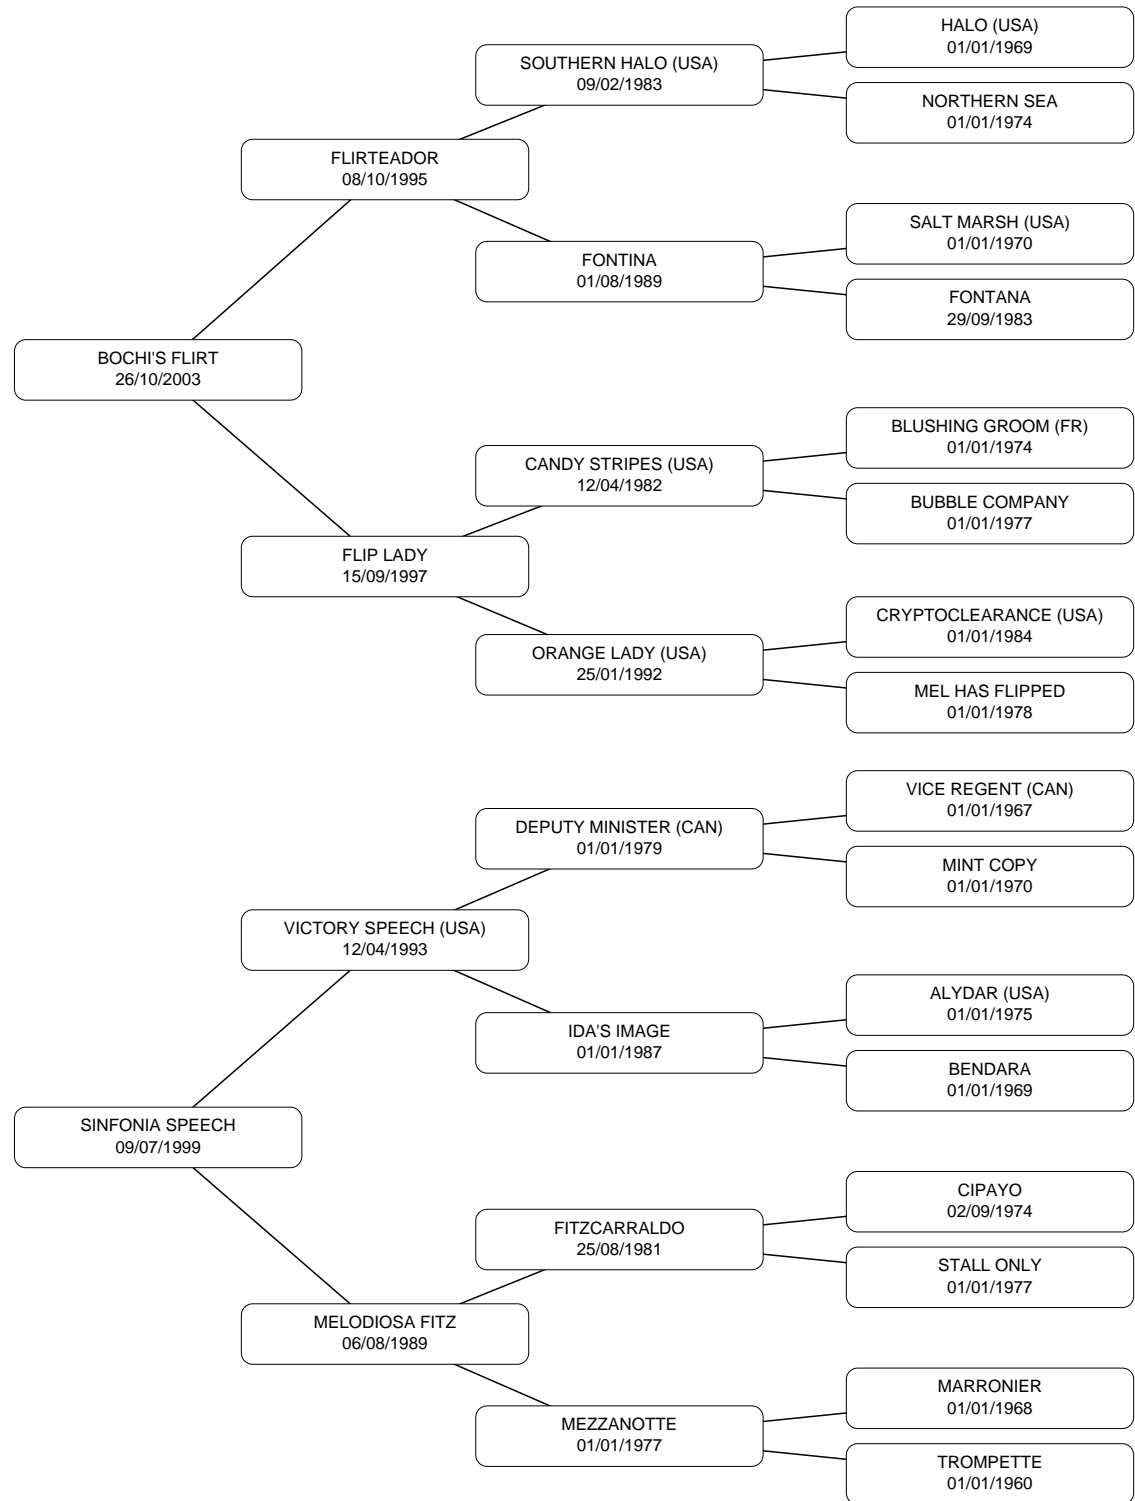 HALO (USA)
01/01/1969
SOUTHERN HALO (USA)
09/02/1983
NORTHERN SEA
01/01/1974
FLIRTEADOR
08/10/1995
SALT MARSH (USA)
01/01/1970
FONTINA
01/08/1989
FONTANA
29/09/1983
BOCHI'S FLIRT
26/10/2003
BLUSHING GROOM (FR)
01/01/1974
CANDY STRIPES (USA)
12/04/1982
BUBBLE COMPANY
01/01/1977
FLIP LADY
15/09/1997
CRYPTOCLEARANCE (USA)
01/01/1984
ORANGE LADY (USA)
25/01/1992
MEL HAS FLIPPED
01/01/1978
VICE REGENT (CAN)
01/01/1967
DEPUTY MINISTER (CAN)
01/01/1979
MINT COPY
01/01/1970
VICTORY SPEECH (USA)
12/04/1993
ALYDAR (USA)
01/01/1975
IDA'S IMAGE
01/01/1987
BENDARA
01/01/1969
SINFONIA SPEECH
09/07/1999
CIPAYO
02/09/1974
FITZCARRALDO
25/08/1981
STALL ONLY
01/01/1977
MELODIOSA FITZ
06/08/1989
MARRONIER
01/01/1968
MEZZANOTTE
01/01/1977
TROMPETTE
01/01/1960